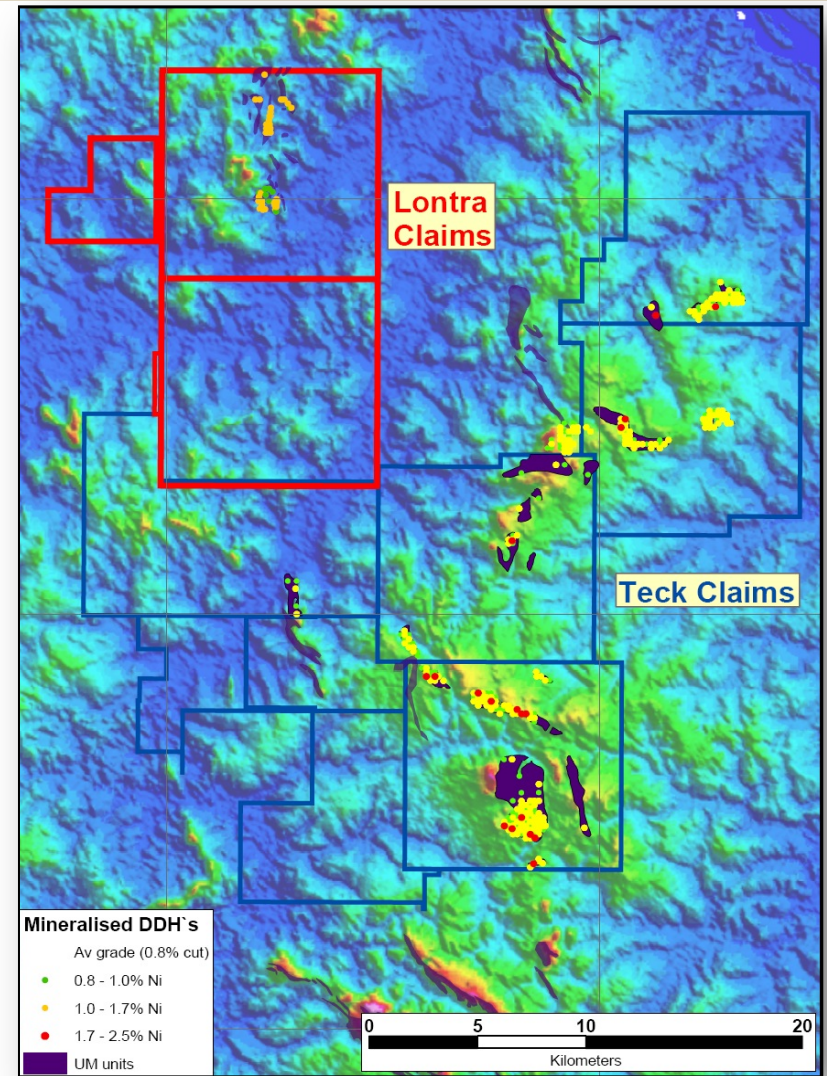 Lontra
Claims
Teck Claims
Mineralised DDH`s
Av grade (0.8% cut)
0.8 - 1.0% Ni
1.0 - 1.7% Ni
1.7 - 2.5% Ni
UM units
0 5 10 20
Kilometers